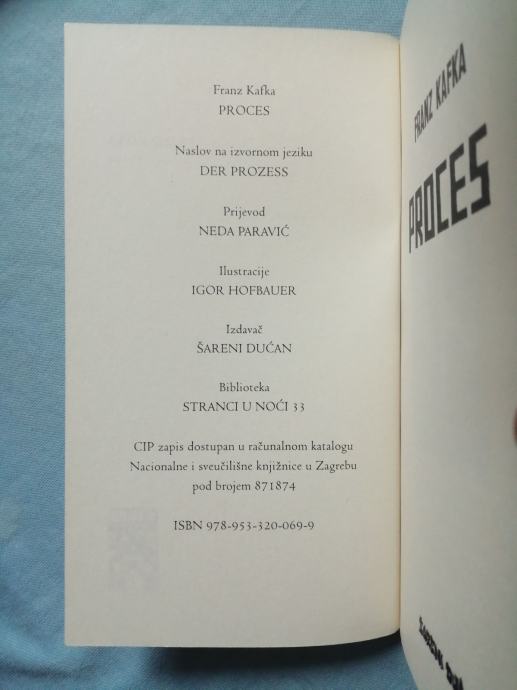 Franz Kafka
PROCES
Naslov na izvornom jeziku
DER PROZESS
Prijevod
NEDA PARAVIĆ
Ilustracije
IGOR HOFBAUER
Izdavač
ŠARENI DUĆAN
Biblioteka
STRANCI U NOĆI 33
CIP zapis dostupan u računalnom katalogu
Nacionalne i sveučilišne knjižnice u Zagrebu
pod brojem 871874
ISBN 978-953-320-069-9
FRANZ KAFKA
PROCES